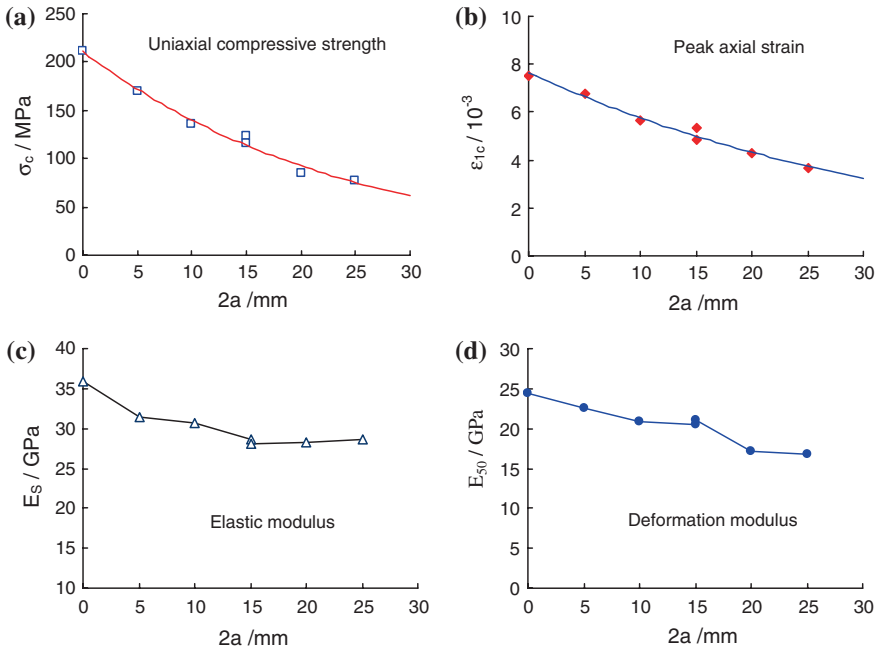 (a)
250
200
150
100
50
0
σc / MPa
Uniaxial compressive strength
0 5 10 15 20 25 30
2a /mm
(b)
10
8
6
4
2
0
ε1c / 10-3
Peak axial strain
0 5 10 15 20 25 30
2a /mm
(c)
40
35
30
25
20
15
10
ES / GPa
Elastic modulus
0 5 10 15 20 25 30
2a /mm
(d)
30
25
20
15
10
5
0
E50 / GPa
Deformation modulus
0 5 10 15 20 25 30
2a /mm